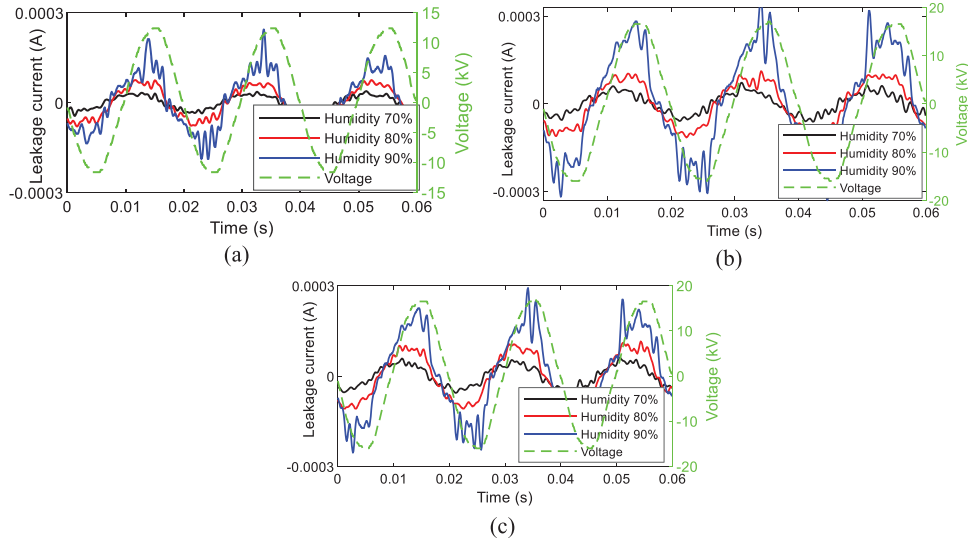 0.0003
0
-0.0003
Leakage current (A)
15
10
5
0
-5
-10
-15
Voltage (kV)
Humidity 70%
Humidity 80%
Humidity 90%
Voltage
0
0.01
0.02
0.03
0.04
0.05
0.06
Time (s)
(a)
0.0003
0
-0.0003
Leakage current (A)
20
10
0
-10
-20
Voltage (kV)
Humidity 70%
Humidity 80%
Humidity 90%
Voltage
0
0.01
0.02
0.03
0.04
0.05
0.06
Time (s)
(b)
0.0003
0
-0.0003
Leakage current (A)
20
10
0
-10
-20
Voltage (kV)
Humidity 70%
Humidity 80%
Humidity 90%
Voltage
0
0.01
0.02
0.03
0.04
0.05
0.06
Time (s)
(c)